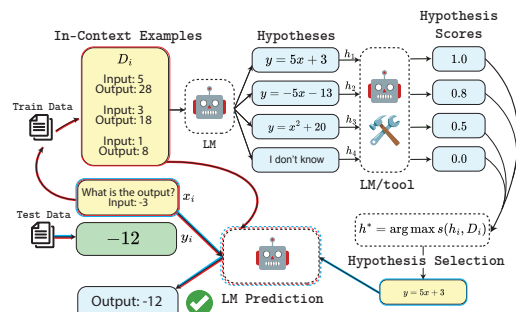 In-Context Examples
Hypotheses
Hypothesis
Scores
D_i
Input: 5
Output: 28
Input: 3
Output: 18
Input: 1
Output: 8
Train Data
LM
y = 5x + 3
h_1
y = −5x − 13
h_2
y = x^2 + 20
h_3
I don't know
h_4
LM/tool
1.0
0.8
0.5
0.0
What is the output?
Input: -3
x_i
Test Data
−12
y_i
h* = arg max s(h_i, D_i)
Hypothesis Selection
y = 5x + 3
Output: -12
LM Prediction